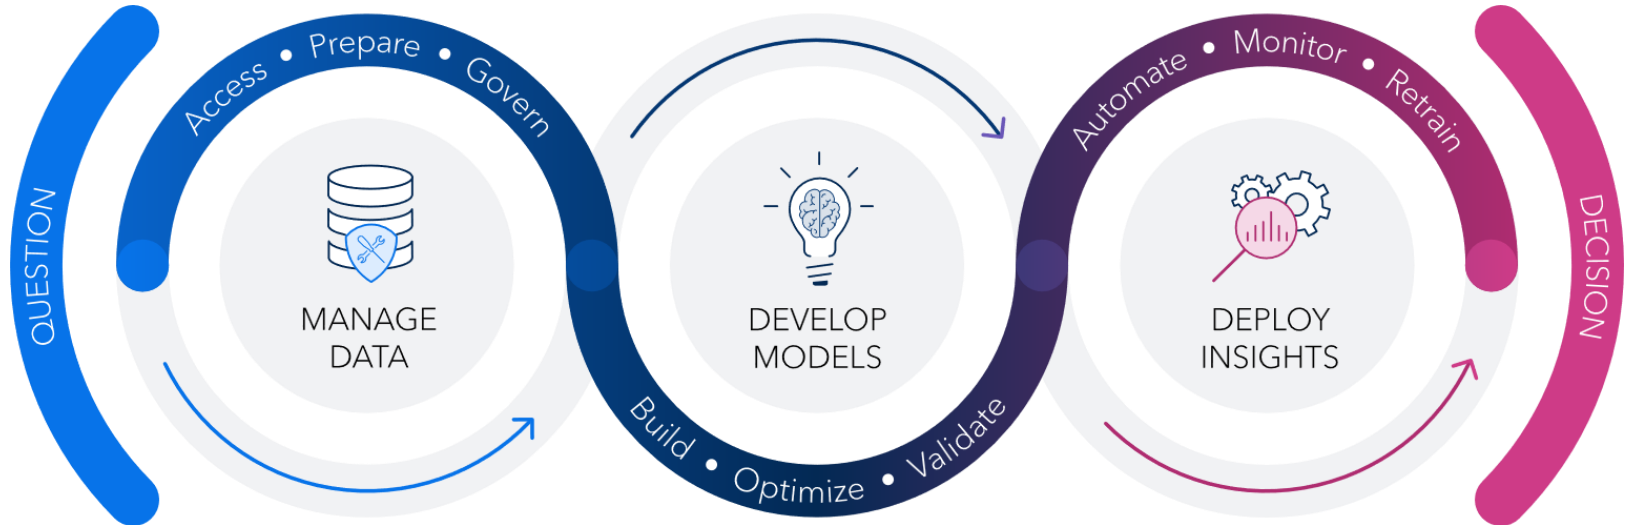 QUESTION
Access • Prepare • Govern
MANAGE
DATA
DEVELOP
MODELS
Build • Optimize • Validate
Automate • Monitor • Retrain
DEPLOY
INSIGHTS
DECISION